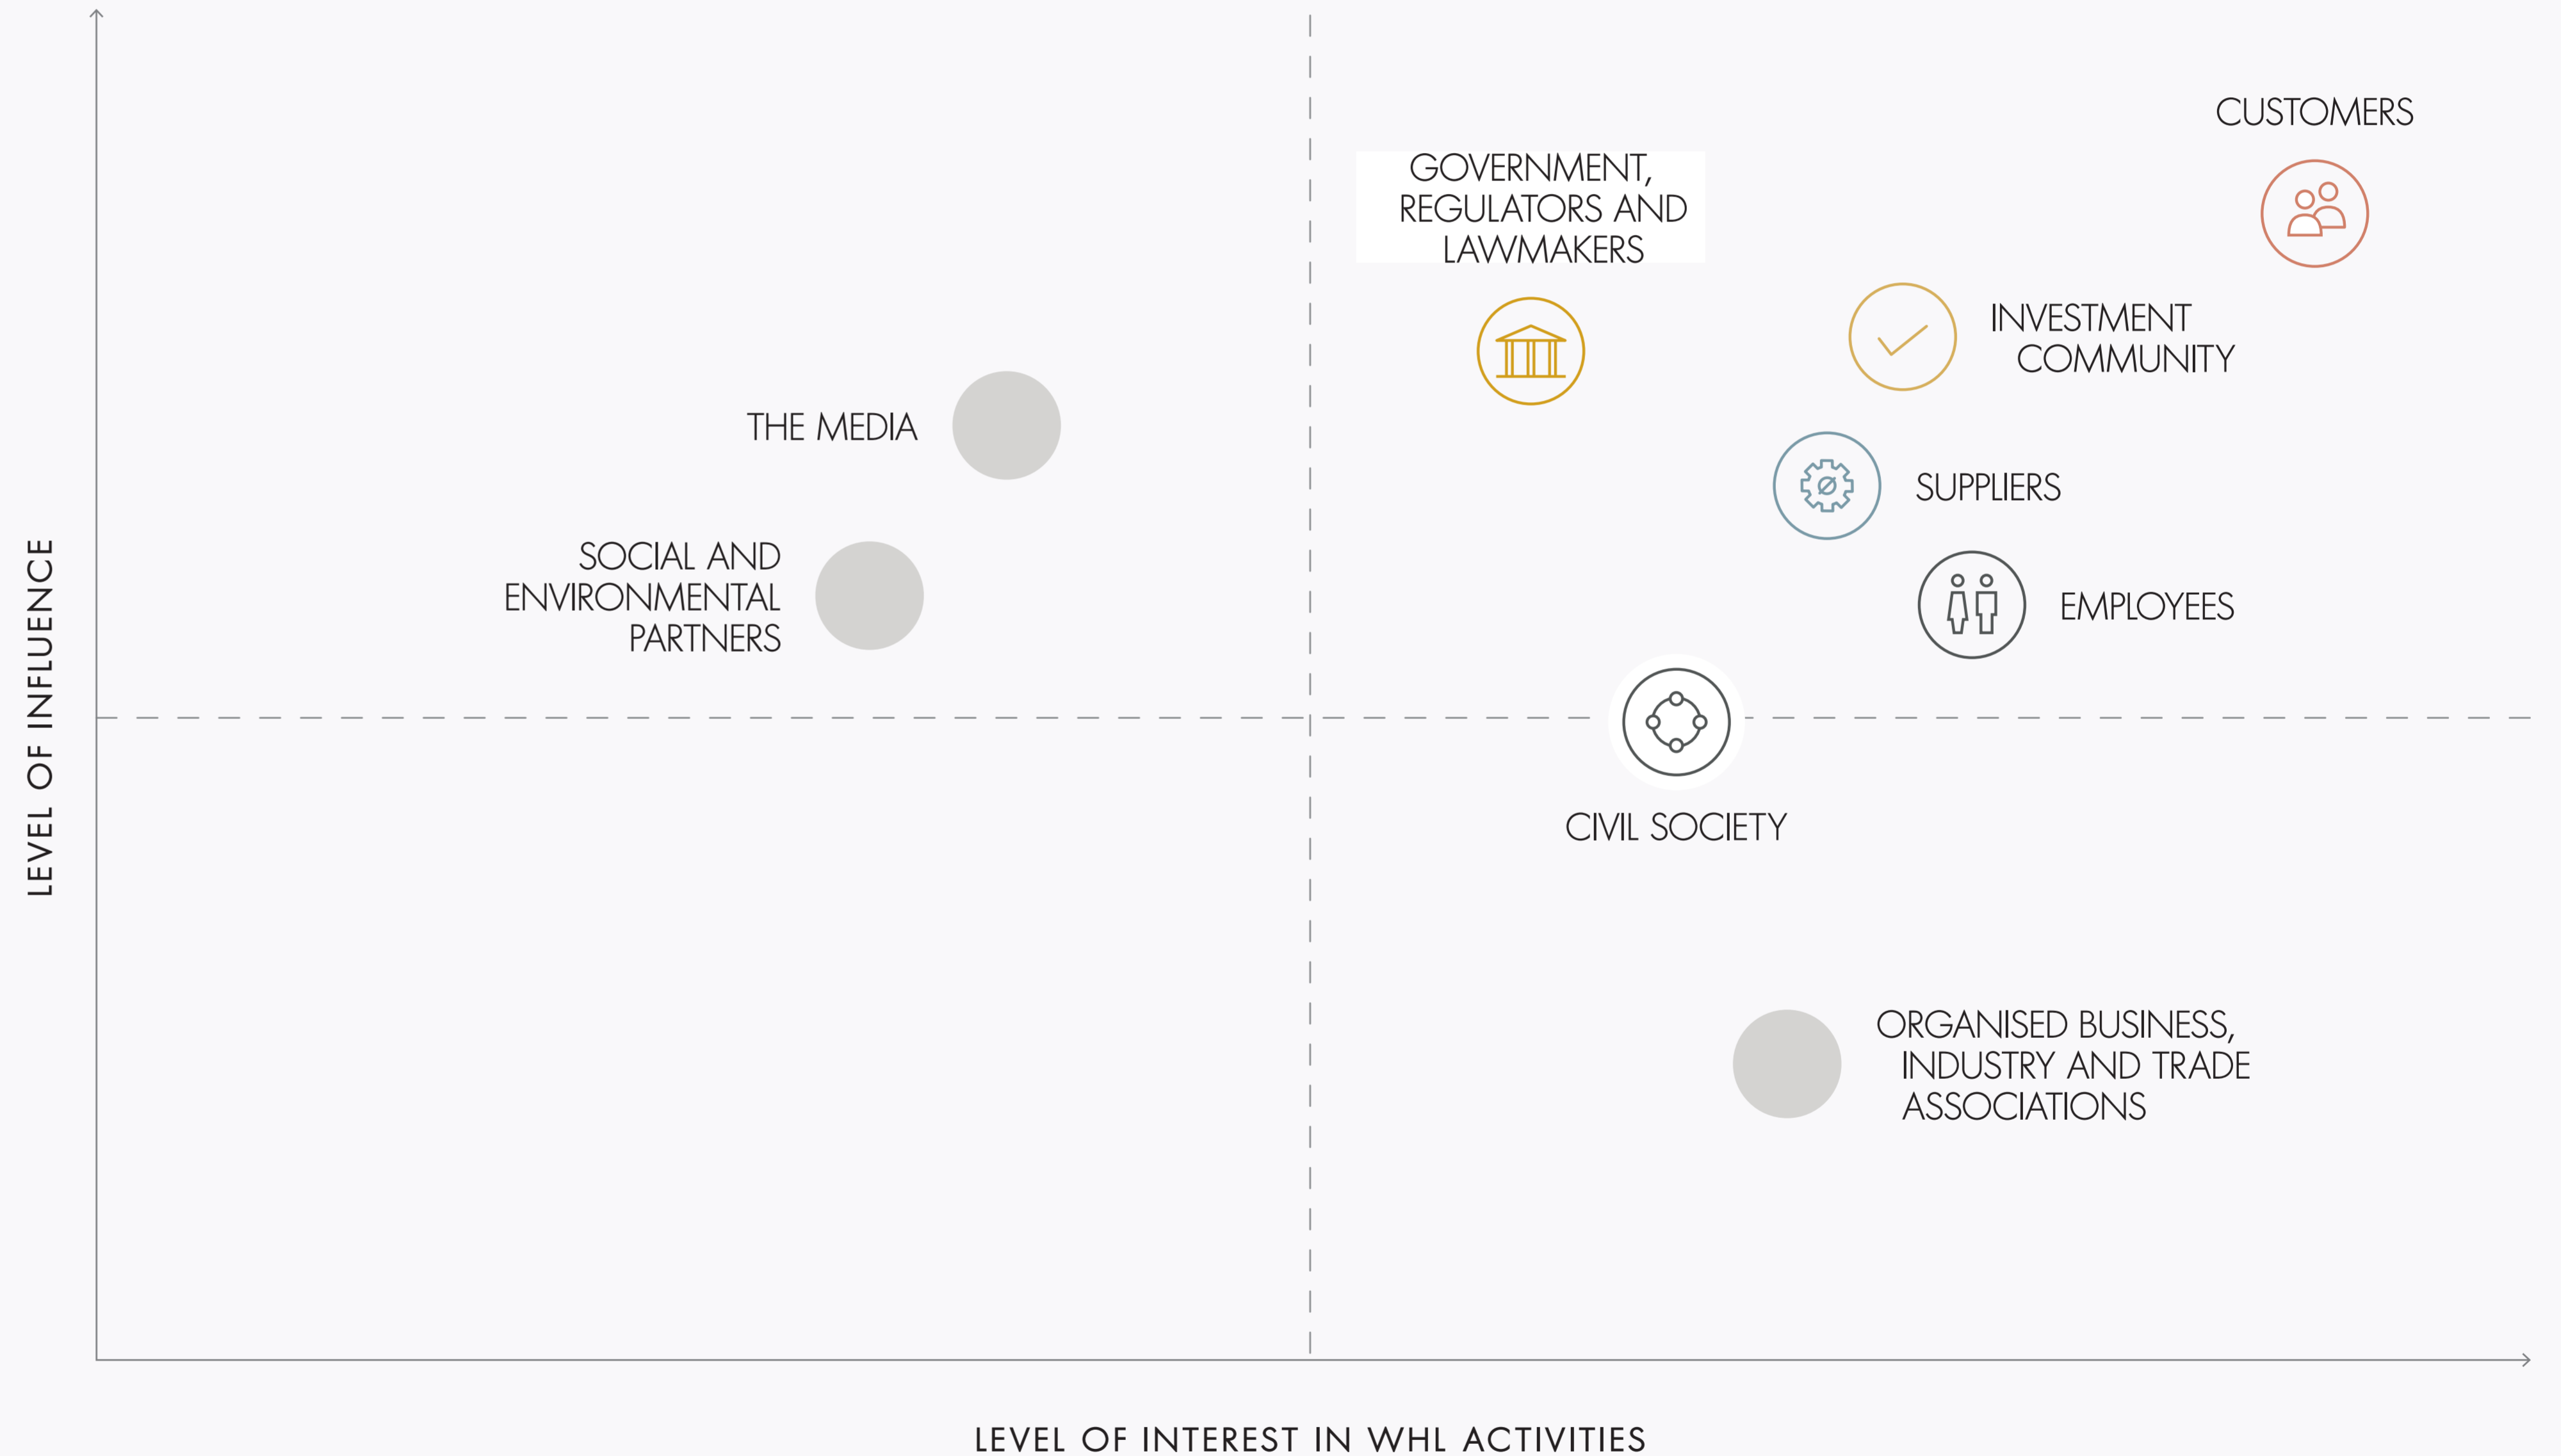 CUSTOMERS
GOVERNMENT,
REGULATORS AND
LAWMAKERS
INVESTMENT
COMMUNITY
THE MEDIA
SUPPLIERS
SOCIAL AND
ENVIRONMENTAL
PARTNERS
EMPLOYEES
LEVEL OF INFLUENCE
CIVIL SOCIETY
ORGANISED BUSINESS,
INDUSTRY AND TRADE
ASSOCIATIONS
LEVEL OF INTEREST IN WHL ACTIVITIES